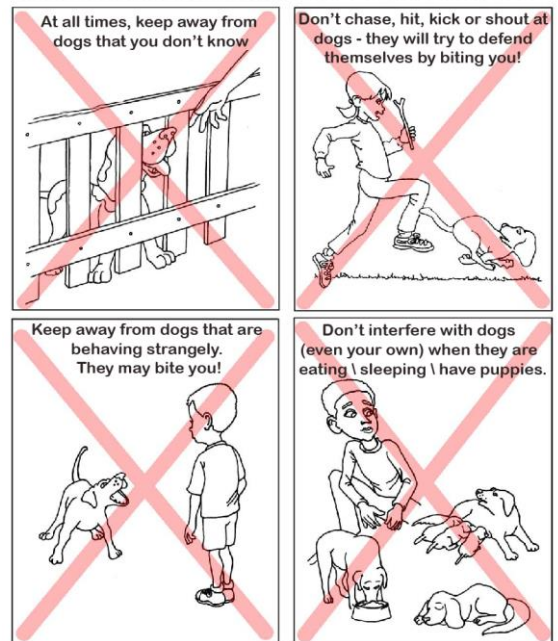 At all times, keep away from
dogs that you don't know
Don't chase, hit, kick or shout at
dogs - they will try to defend
themselves by biting you!
Keep away from dogs that are
behaving strangely.
They may bite you!
Don't interfere with dogs
(even your own) when they are
eating \ sleeping \ have puppies.